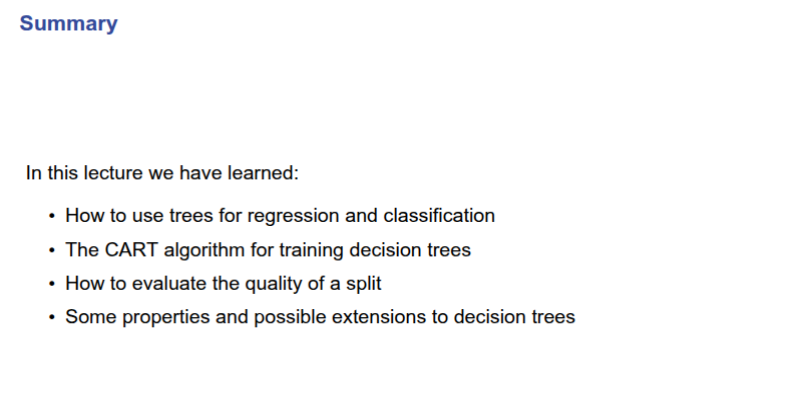 Summary
In this lecture we have learned:
• How to use trees for regression and classification
• The CART algorithm for training decision trees
• How to evaluate the quality of a split
• Some properties and possible extensions to decision trees